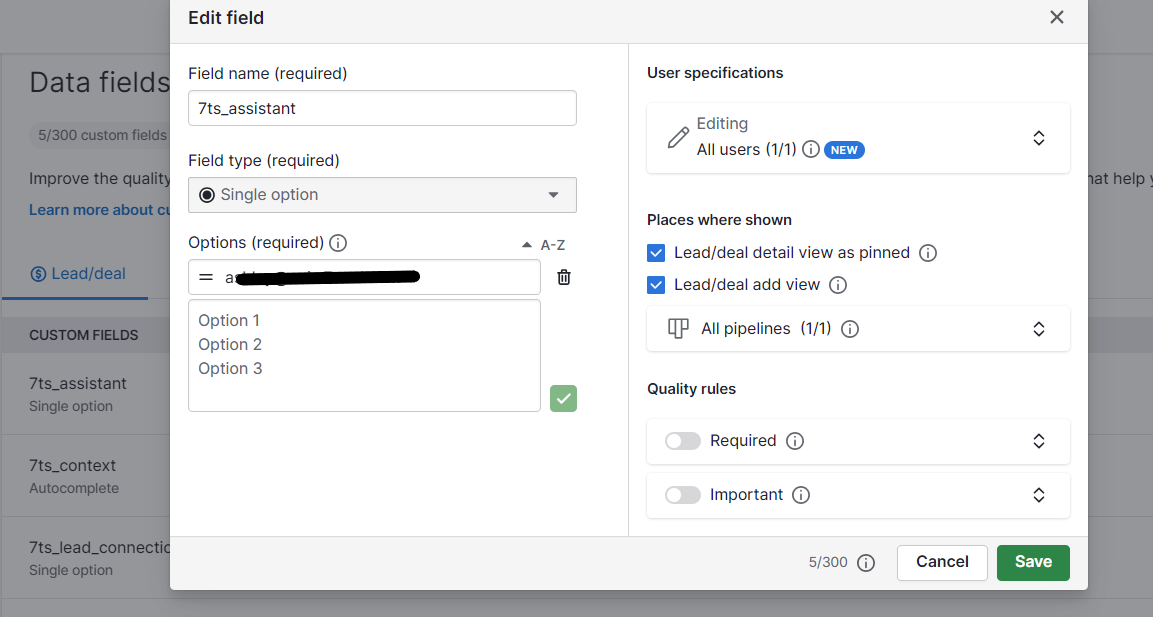 Edit field
Data fields
5/300 custom fields
Improve the quality
hat help
Learn more about cu
Lead/deal
CUSTOM FIELDS
7ts_assistant
Single option
7ts_context
Autocomplete
7ts_lead_connectio
Single option
Field name (required)
7ts_assistant
Field type (required)
Single option
Options (required)
A-Z
Option 1
Option 2
Option 3
User specifications
Editing
All users (1/1) NEW
Places where shown
Lead/deal detail view as pinned
Lead/deal add view
All pipelines (1/1)
Quality rules
Required
Important
5/300
Cancel
Save